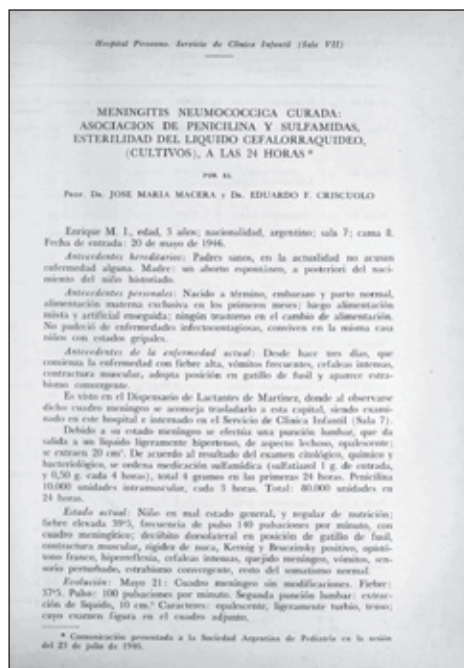 Hospital Pirovano. Servicio de Clínica Infantil (Sala VII)
MENINGITIS NEUMOCOCCICA CURADA:
ASOCIACION DE PENICILINA Y SULFAMIDAS,
ESTERILIDAD DEL LIQUIDO CEFALORRAQUIDEO,
(CULTIVOS), A LAS 24 HORAS *
POR EL
PROF. DR. JOSE MARIA MACERA y DR. EDUARDO F. CRISCUOLO
Enrique M. I., edad, 3 años; nacionalidad, argentino; sala 7; cama 8.
Fecha de entrada: 20 de mayo de 1946.
Antecedentes hereditarios: Padres sanos, en la actualidad no acusan
enfermedad alguna. Madre: un aborto espontáneo, a posteriori del naci-
miento del niño historiado.
Antecedentes personales: Nacido a término, embarazo y parto normal,
alimentación materna exclusiva en los primeros meses; luego alimentación
mixta y artificial enseguida; ningún trastorno en el cambio de alimentación.
No padeció de enfermedades infectocontagiosas, conviven en la misma casa
niños con estados gripales.
Antecedentes de la enfermedad actual: Desde hace tres días, que
comienza la enfermedad con fiebre alta, vómitos frecuentes, cefaleas intensas,
contractura muscular, adopta posición en gatillo de fusil y aparece estra-
bismo convergente.
Es visto en el Dispensario de Lactantes de Martínez, donde al observarse
dicho cuadro meníngeo se aconseja trasladarlo a esta capital, siendo exami-
nado en este hospital e internado en el Servicio de Clínica Infantil (Sala 7).
Debido a su estado meníngeo se efectúa una punción lumbar, que da
salida a un líquido ligeramente hipertenso, de aspecto lechoso, opalescente;
se extraen 20 cm³. De acuerdo al resultado del examen citológico, químico y
bacteriológico, se ordena medicación sulfamídica (sulfatiazol 1 g. de entrada,
y 0,50 g. cada 4 horas), total 4 gramos en las primeras 24 horas. Penicilina
10.000 unidades intramuscular, cada 3 horas. Total: 80.000 unidades en
24 horas.
Estado actual: Niño en mal estado general, y regular de nutrición;
fiebre elevada 39°5, frecuencia de pulso 140 pulsaciones por minuto, con
cuadro meningítico; decúbito dorsolateral en posición de gatillo de fusil,
contractura muscular, rigidez de nuca, Kernig y Bruczinsky positivo, opistó-
tono franco, hiperreflexia, cefaleas intensas, quejido meníngeo, vómitos, sen-
sorio perturbado, estrabismo convergente, resto del somatismo normal.
Evolución: Mayo 21: Cuadro meníngeo sin modificaciones. Fiebre:
37°5. Pulso: 100 pulsaciones por minuto. Segunda punción lumbar: extrac-
ción de líquido, 10 cm.³ Caracteres: opalescente, ligeramente turbio, tenso;
cuyo examen figura en el cuadro adjunto.
* Comunicación presentada a la Sociedad Argentina de Pediatría en la sesión
del 23 de julio de 1946.